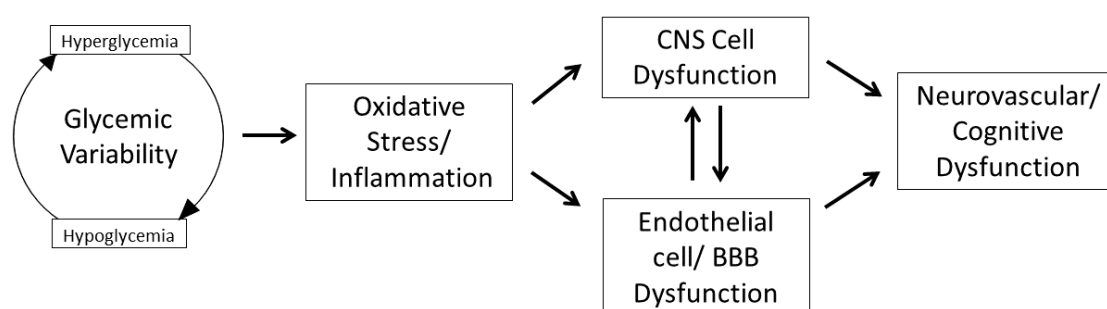 Hyperglycemia
Glycemic
Variability
Hypoglycemia
Oxidative
Stress/
Inflammation
CNS Cell
Dysfunction
Endothelial
cell/ BBB
Dysfunction
Neurovascular/
Cognitive
Dysfunction